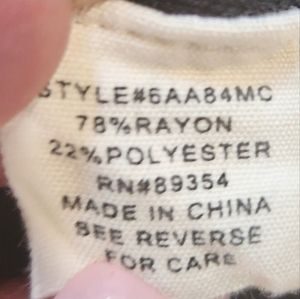 STYLE#6AA84MC
78%RAYON
22%POLYESTER
RN#89354
MADE IN CHINA
SEE REVERSE
FOR CARE